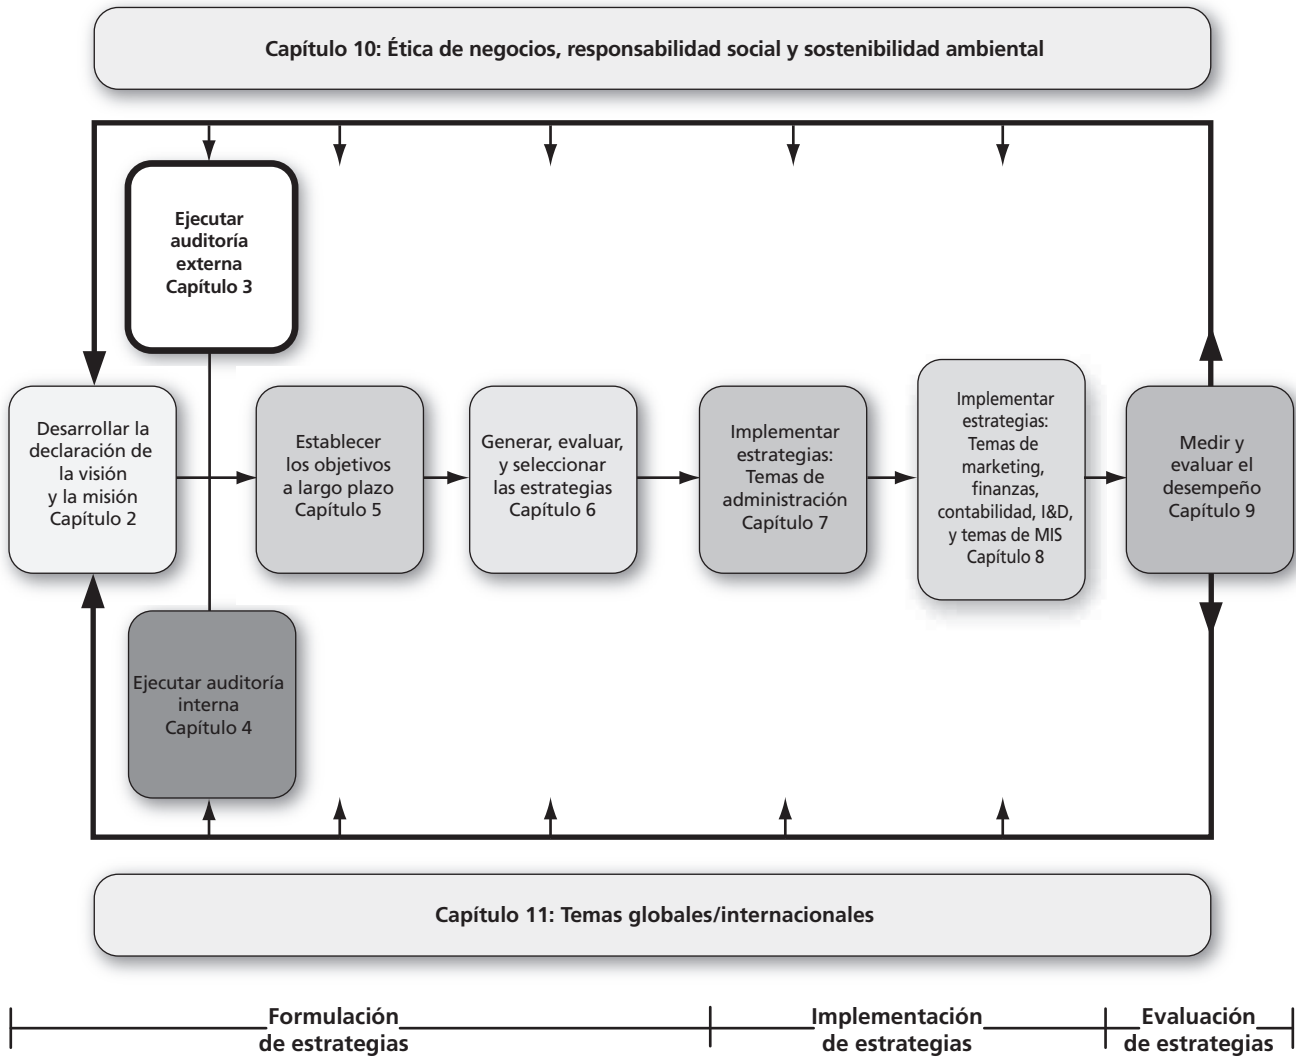 Capítulo 10: Ética de negocios, responsabilidad social y sostenibilidad ambiental
Ejecutar
auditoría
externa
Capítulo 3
Desarrollar la
declaración de
la visión
y la misión
Capítulo 2
Establecer
los objetivos
a largo plazo
Capítulo 5
Generar, evaluar,
y seleccionar
las estrategias
Capítulo 6
Implementar
estrategias:
Temas de
administración
Capítulo 7
Implementar
estrategias:
Temas de
marketing,
finanzas,
contabilidad, I&D,
y temas de MIS
Capítulo 8
Medir y
evaluar el
desempeño
Capítulo 9
Ejecutar auditoría
interna
Capítulo 4
Capítulo 11: Temas globales/internacionales
Formulación
de estrategias
Implementación
de estrategias
Evaluación
de estrategias